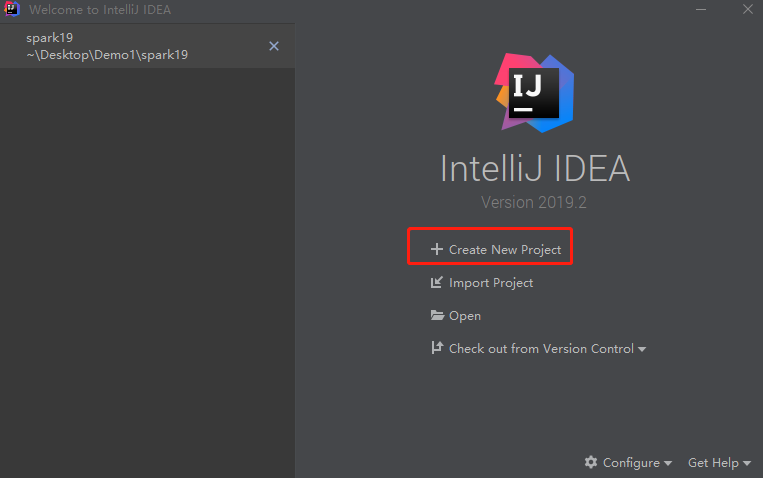 Welcome to IntelliJ IDEA
spark19
~\Desktop\Demo1\spark19
IJ
IntelliJ IDEA
Version 2019.2
Create New Project
Import Project
Open
Check out from Version Control
Configure
Get Help